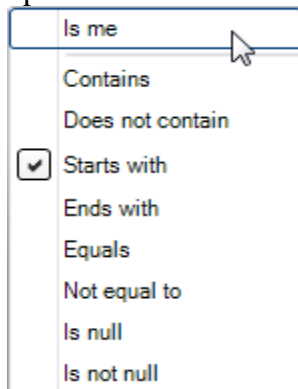 Is me
Contains
Does not contain
Starts with
Ends with
Equals
Not equal to
Is null
Is not null